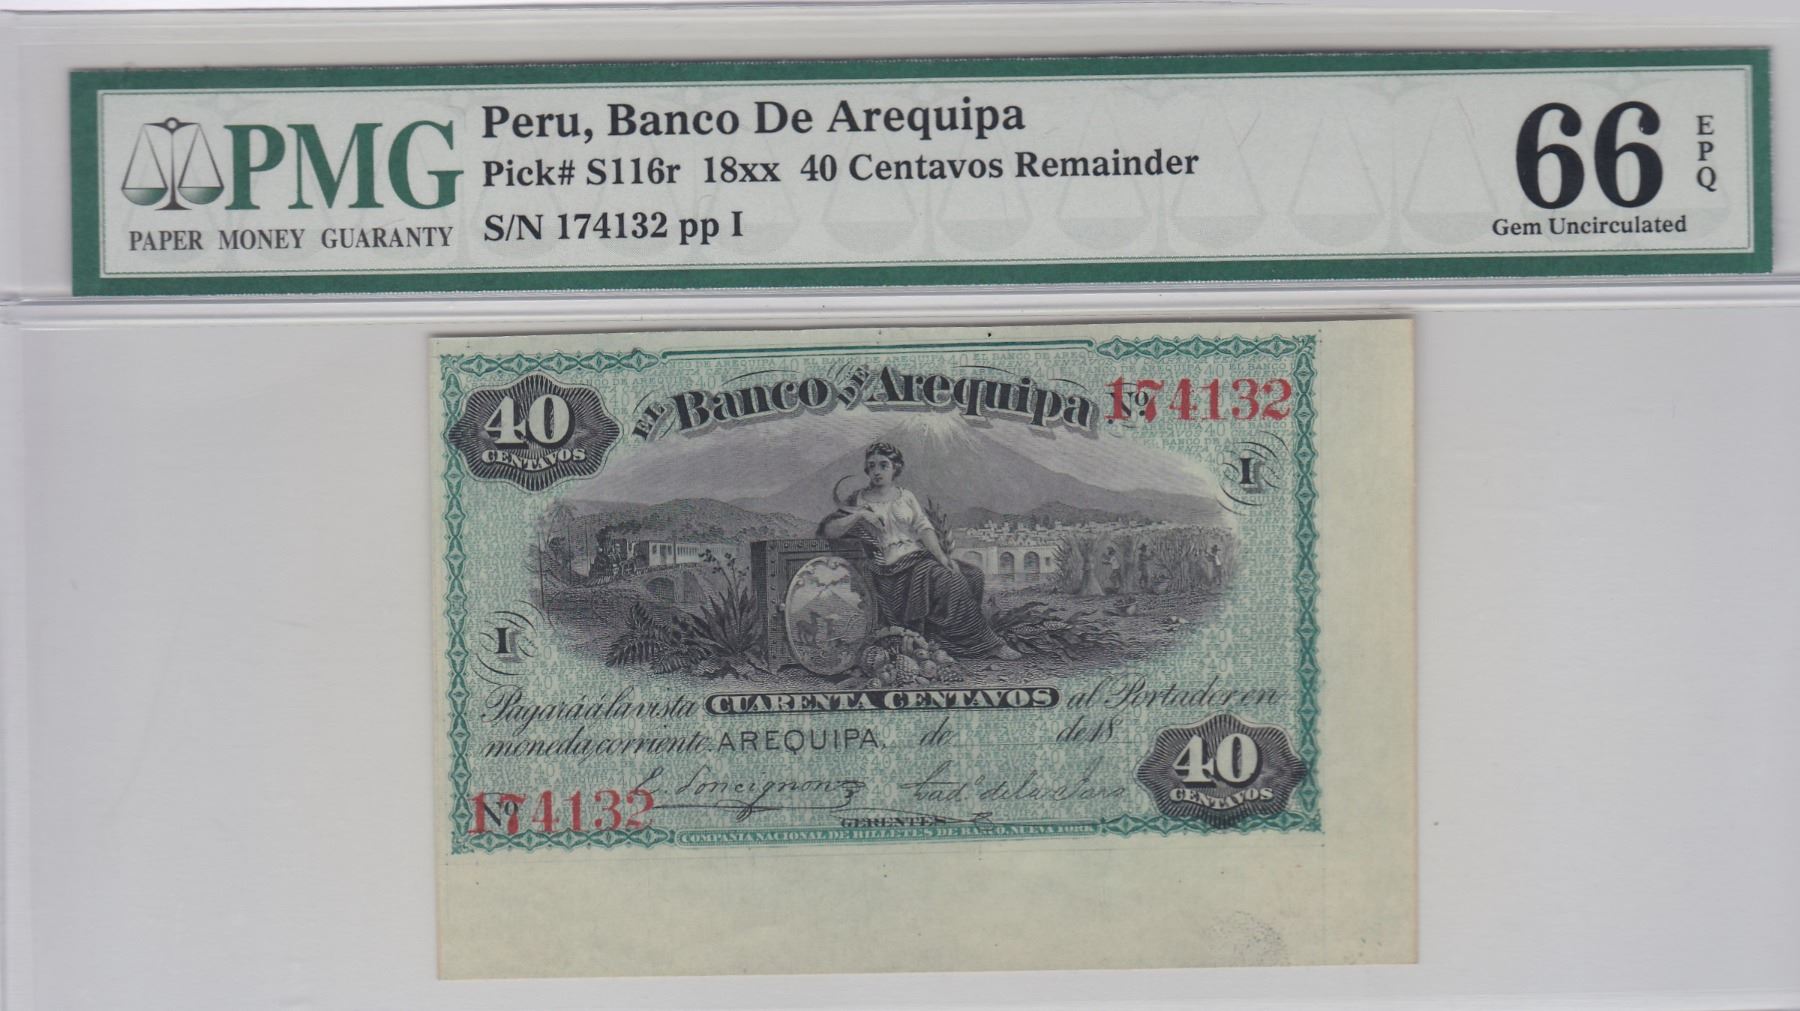 PMG
PAPER MONEY GUARANTY
Peru, Banco De Arequipa
Pick# S116r 18xx 40 Centavos Remainder
S/N 174132 pp I
66
EPQ
Gem Uncirculated
40
CENTAVOS
EL Banco DE Arequipa
No. 174132
I
I
Pagará á la vista CUARENTA CENTAVOS al Portador en
moneda corriente. AREQUIPA, de de 18
40
CENTAVOS
No. 174132
GERENTES
COMPAÑIA NACIONAL DE BILLETES DE BANCO, NUEVA YORK